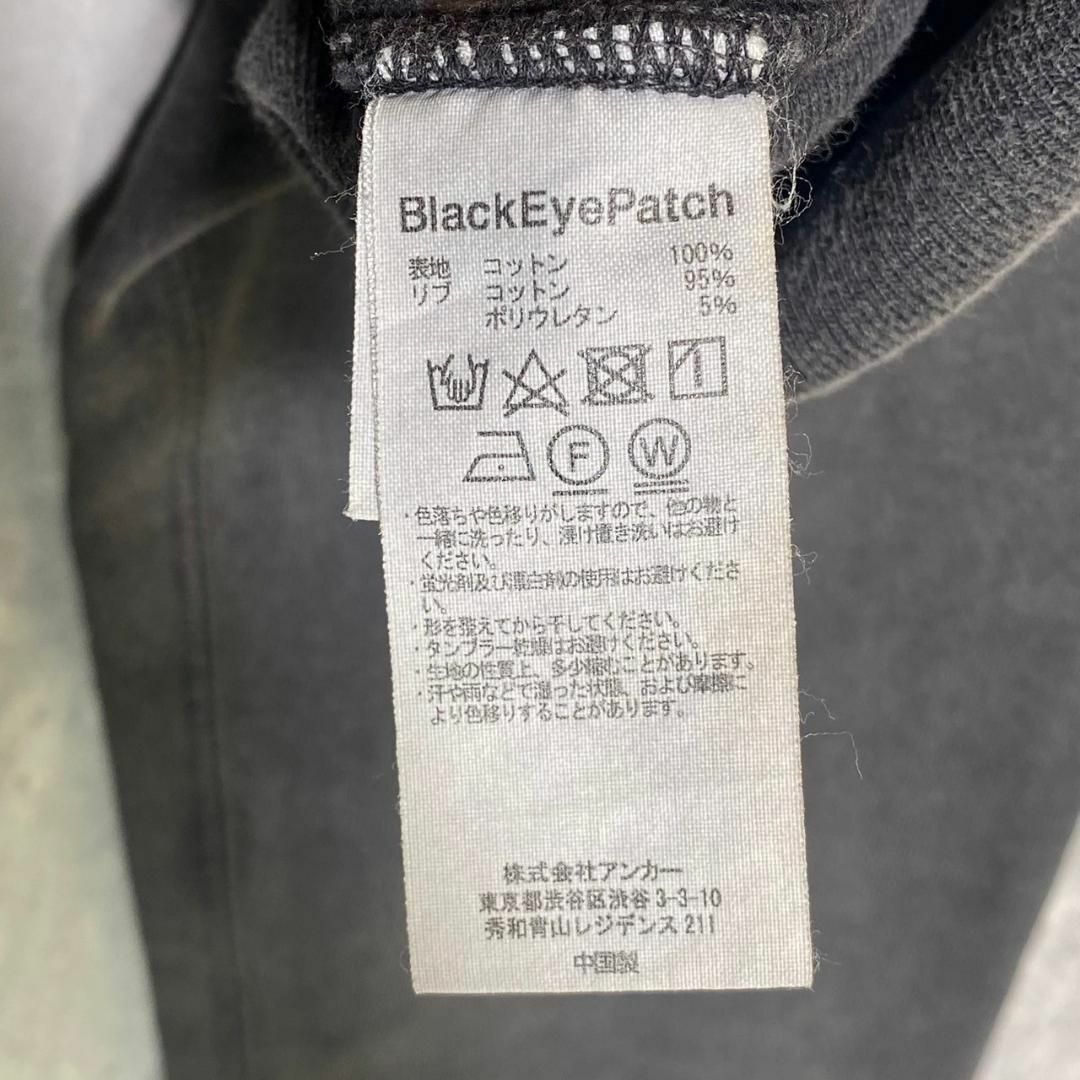 BlackEyePatch
表地 コットン 100%
リブ コットン 95%
ポリウレタン 5%
F W
・色落ちや色移りがしますので、他の物と
一緒に洗ったり、浸け置き洗いはお避け
ください。
・蛍光剤及び漂白剤の使用はお避けくださ
い。
・形を整えてから干してください。
・タンブラー乾燥はお避けください。
・生地の性質上、多少縮むことがあります。
・汗や雨などで湿った状態、および摩擦に
より色移りすることがあります。
株式会社アンカー
東京都渋谷区渋谷 3-3-10
秀和青山レジデンス 211
中国製